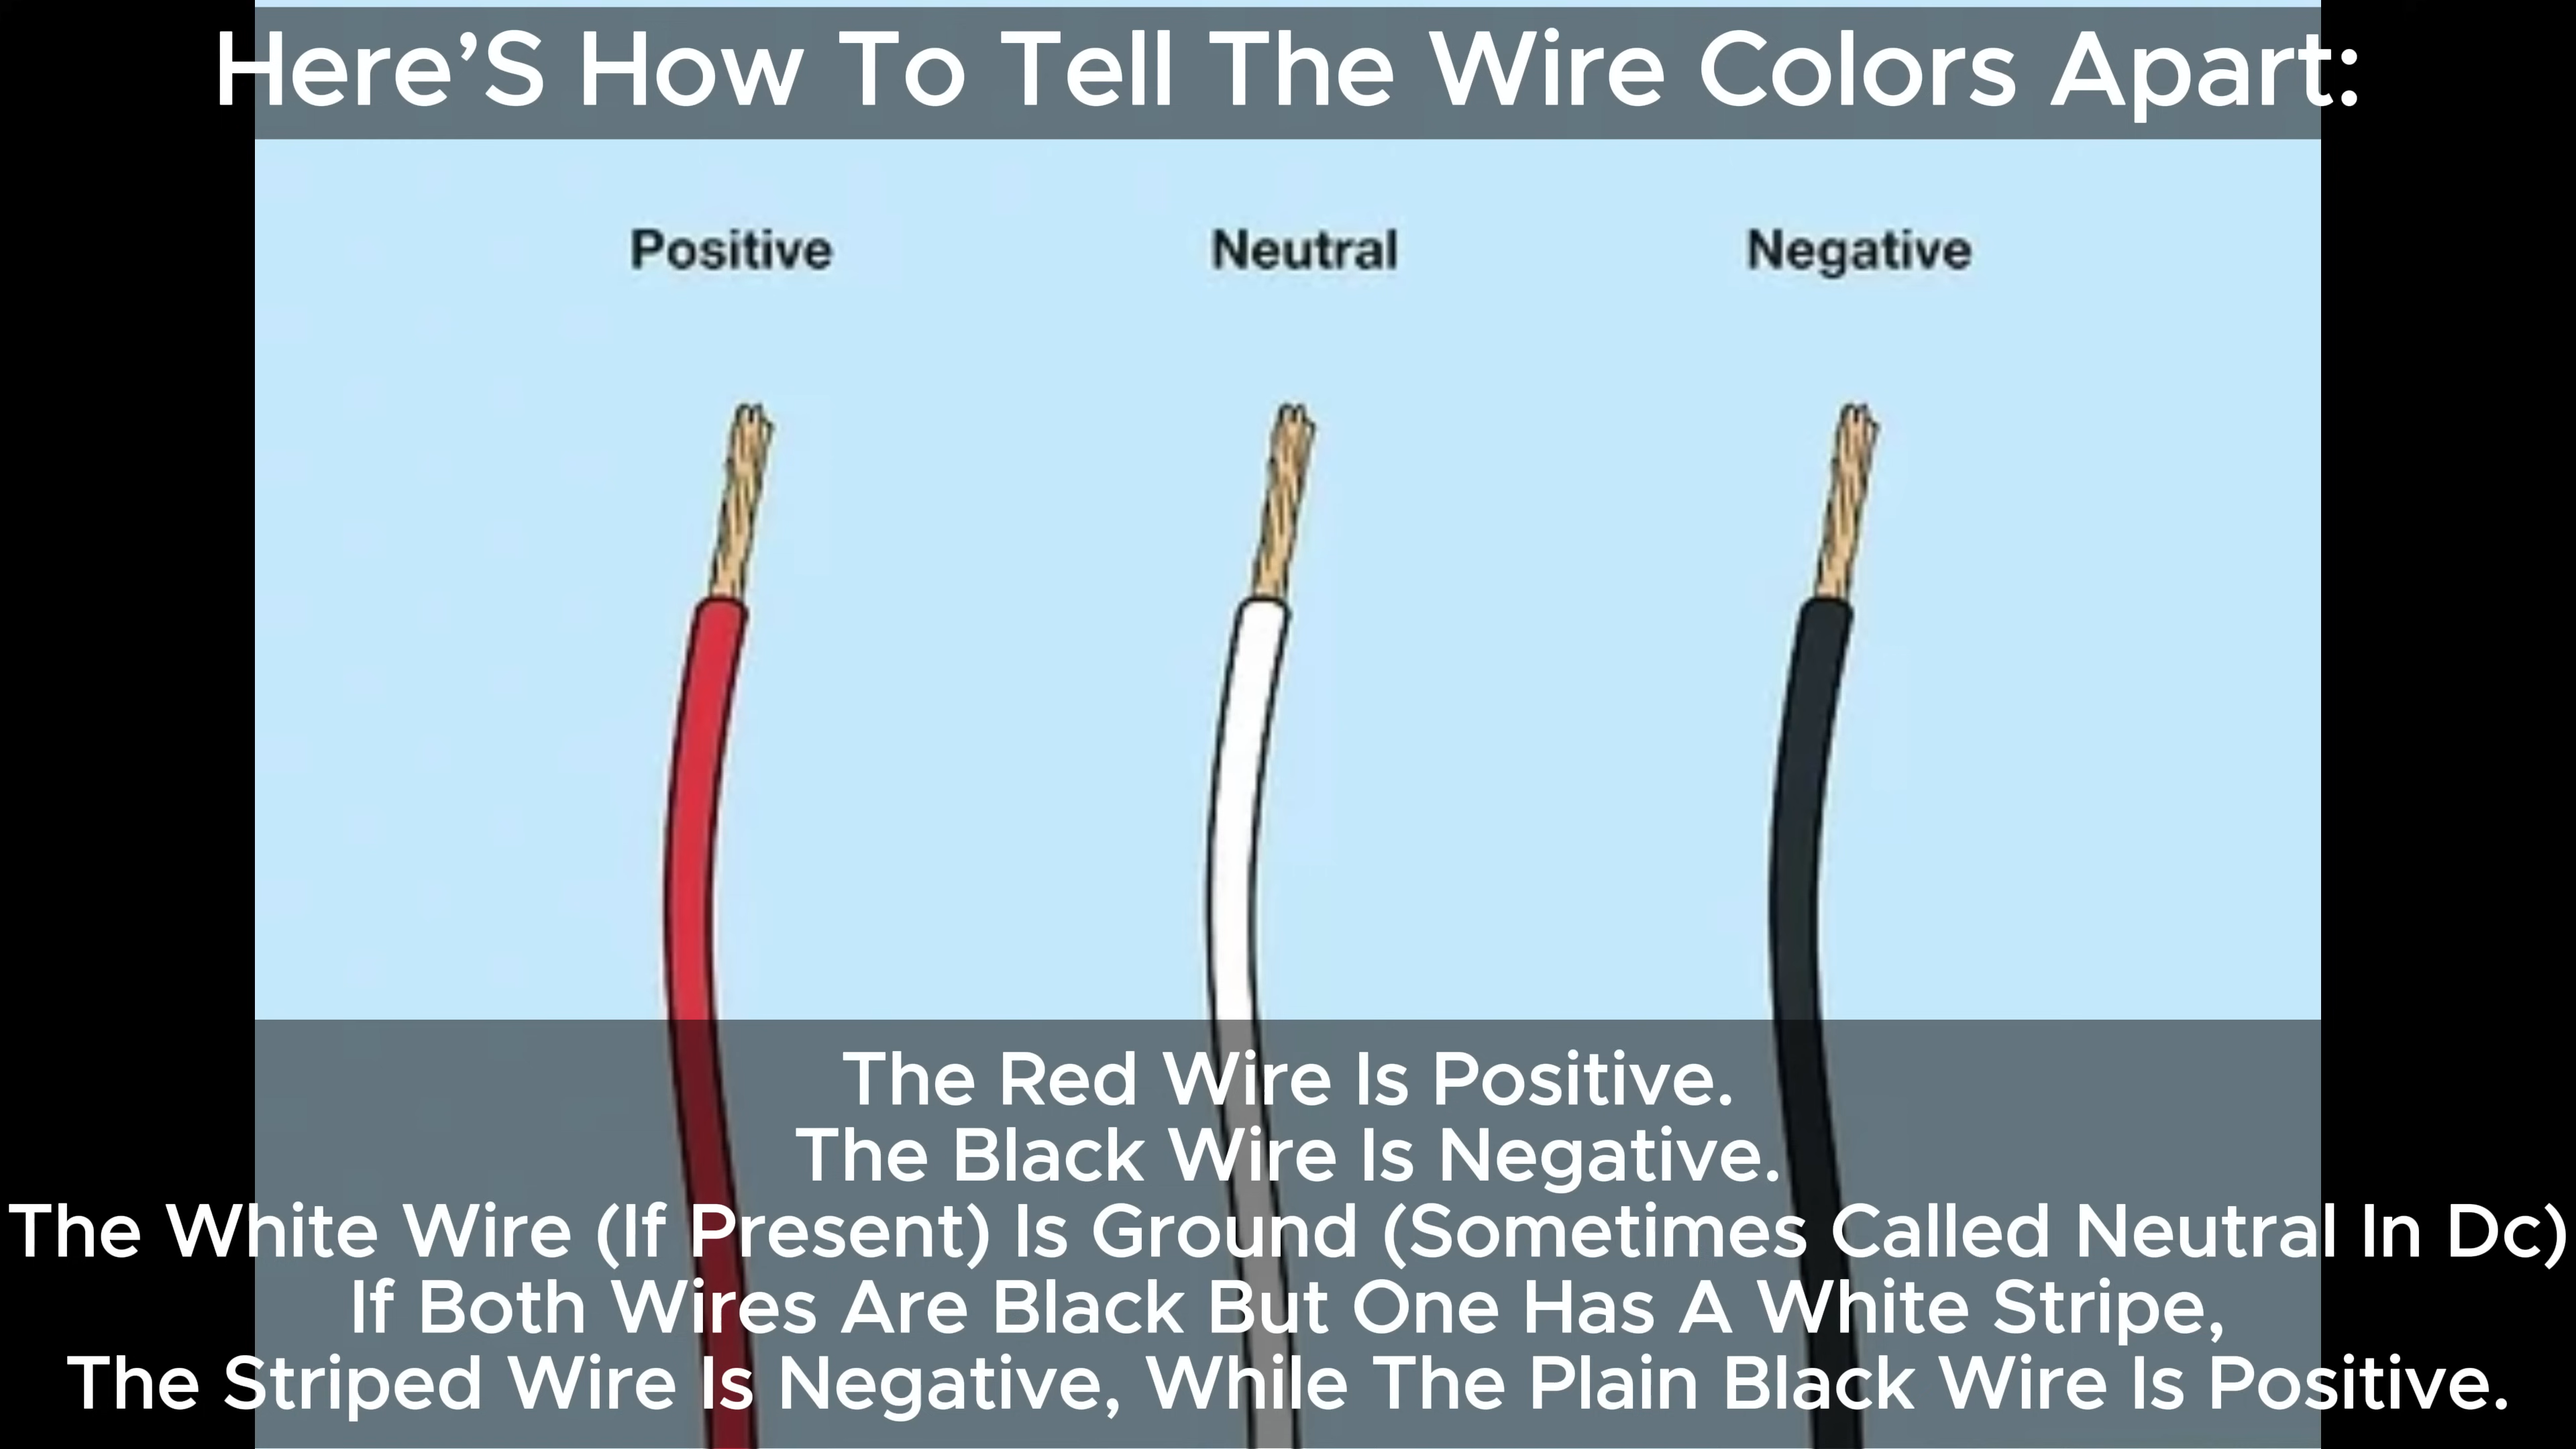 Here'S How To Tell The Wire Colors Apart:
Positive Neutral Negative
The Red Wire Is Positive.
The Black Wire Is Negative.
The White Wire (If Present) Is Ground (Sometimes Called Neutral In Dc)
If Both Wires Are Black But One Has A White Stripe,
The Striped Wire Is Negative, While The Plain Black Wire Is Positive.